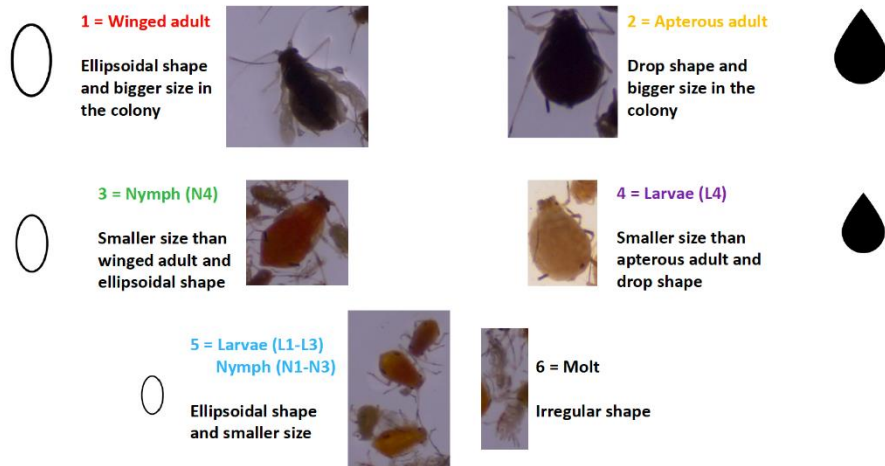 1 = Winged adult
Ellipsoidal shape
and bigger size in
the colony
2 = Apterous adult
Drop shape and
bigger size in the
colony
3 = Nymph (N4)
Smaller size than
winged adult and
ellipsoidal shape
4 = Larvae (L4)
Smaller size than
apterous adult and
drop shape
5 = Larvae (L1-L3)
Nymph (N1-N3)
Ellipsoidal shape
and smaller size
6 = Molt
Irregular shape